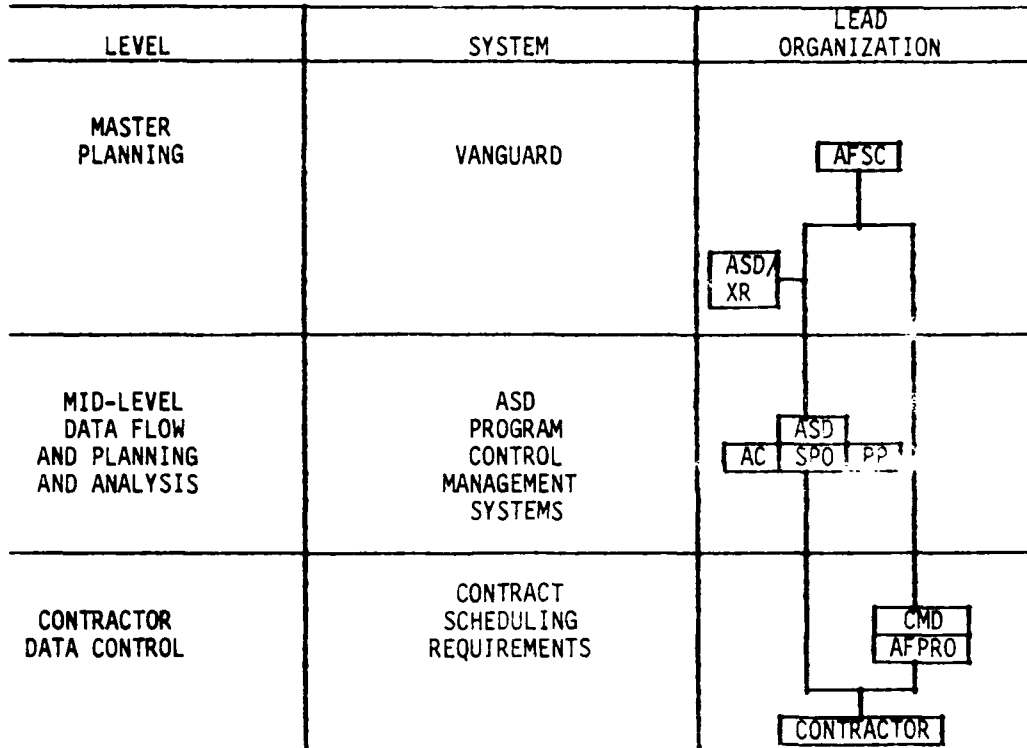 LEVEL
SYSTEM
LEAD
ORGANIZATION
MASTER
PLANNING
VANGUARD
AFSC
ASD/
XR
MID-LEVEL
DATA FLOW
AND PLANNING
AND ANALYSIS
ASD
PROGRAM
CONTROL
MANAGEMENT
SYSTEMS
ASD
AC SPO PP
CONTRACTOR
DATA CONTROL
CONTRACT
SCHEDULING
REQUIREMENTS
CMD
AFPRO
CONTRACTOR